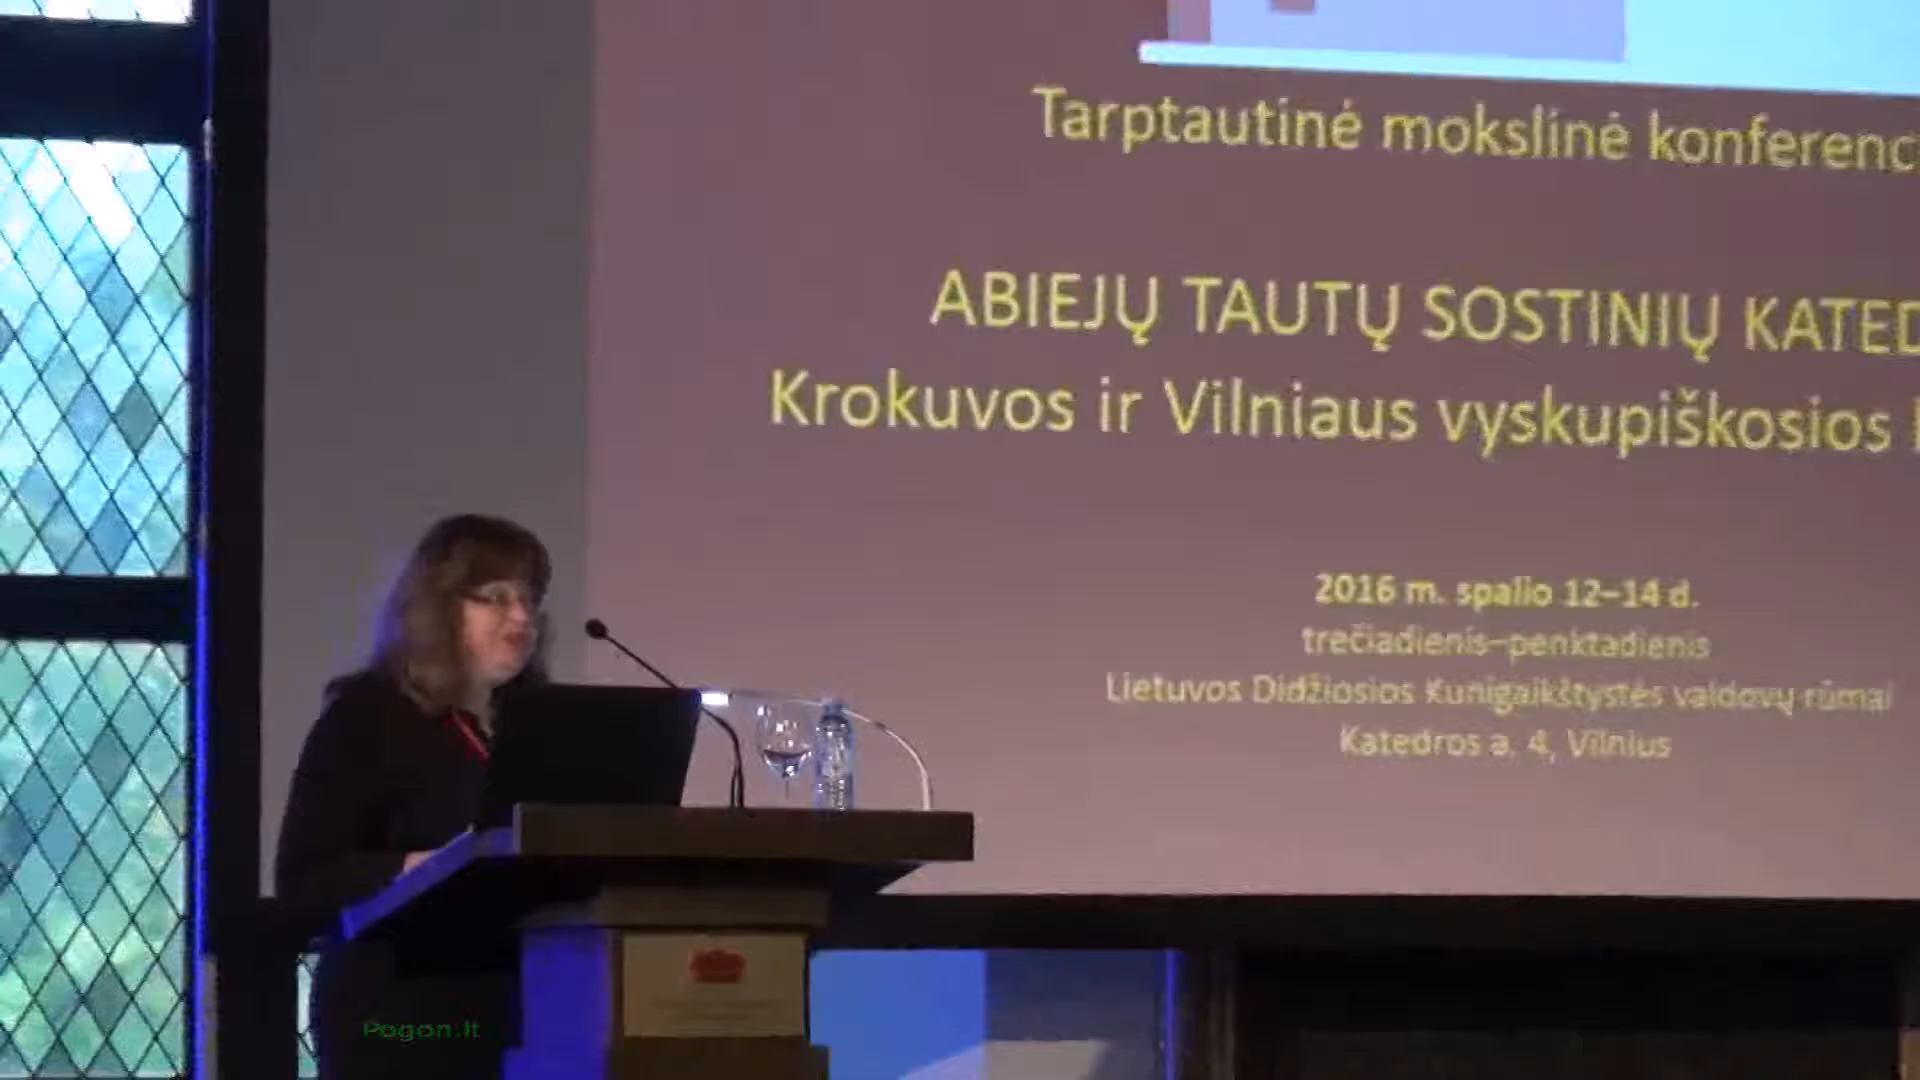 Tarptautinė mokslinė konferenc
ABIEJŲ TAUTŲ SOSTINIŲ KATED
Krokuvos ir Vilniaus vyskupiškosios
2016 m. spalio 12–14 d.
trečiadienis–penktadienis
Lietuvos Didžiosios Kunigaikštystės valdovų rūmai
Katedros a. 4, Vilnius
Pogon.lt